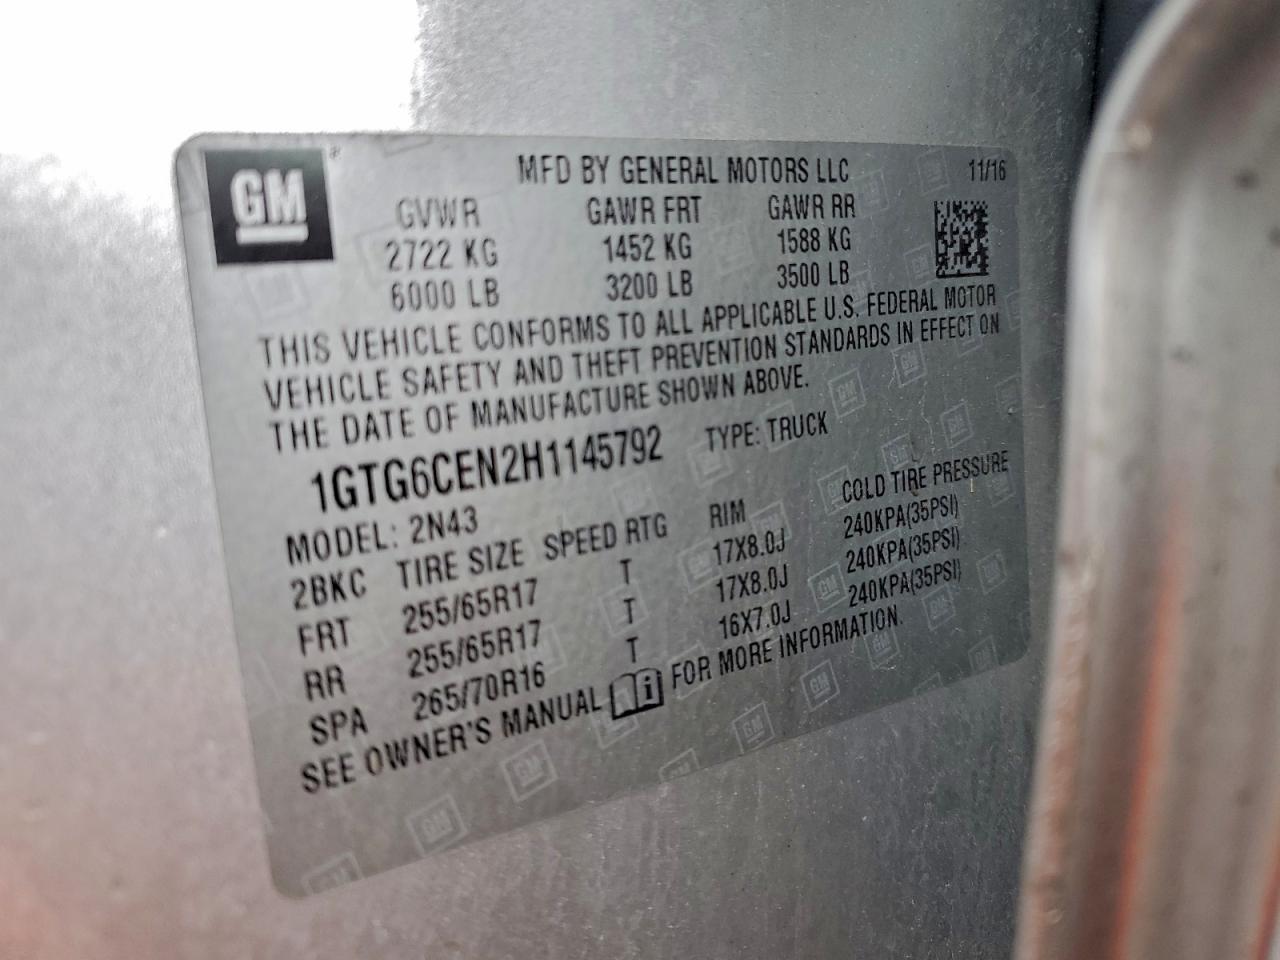 GM
MFD BY GENERAL MOTORS LLC 11/16
GVWR GAWR FRT GAWR RR
2722 KG 1452 KG 1588 KG
6000 LB 3200 LB 3500 LB
THIS VEHICLE CONFORMS TO ALL APPLICABLE U.S. FEDERAL MOTOR
VEHICLE SAFETY AND THEFT PREVENTION STANDARDS IN EFFECT ON
THE DATE OF MANUFACTURE SHOWN ABOVE.
1GTG6CEN2H1145792 TYPE: TRUCK
MODEL: 2N43
2BKC TIRE SIZE SPEED RTG RIM COLD TIRE PRESSURE
FRT 255/65R17 T 17X8.0J 240KPA(35PSI)
RR 255/65R17 T 17X8.0J 240KPA(35PSI)
SPA 265/70R16 T 16X7.0J 240KPA(35PSI)
SEE OWNER'S MANUAL FOR MORE INFORMATION.